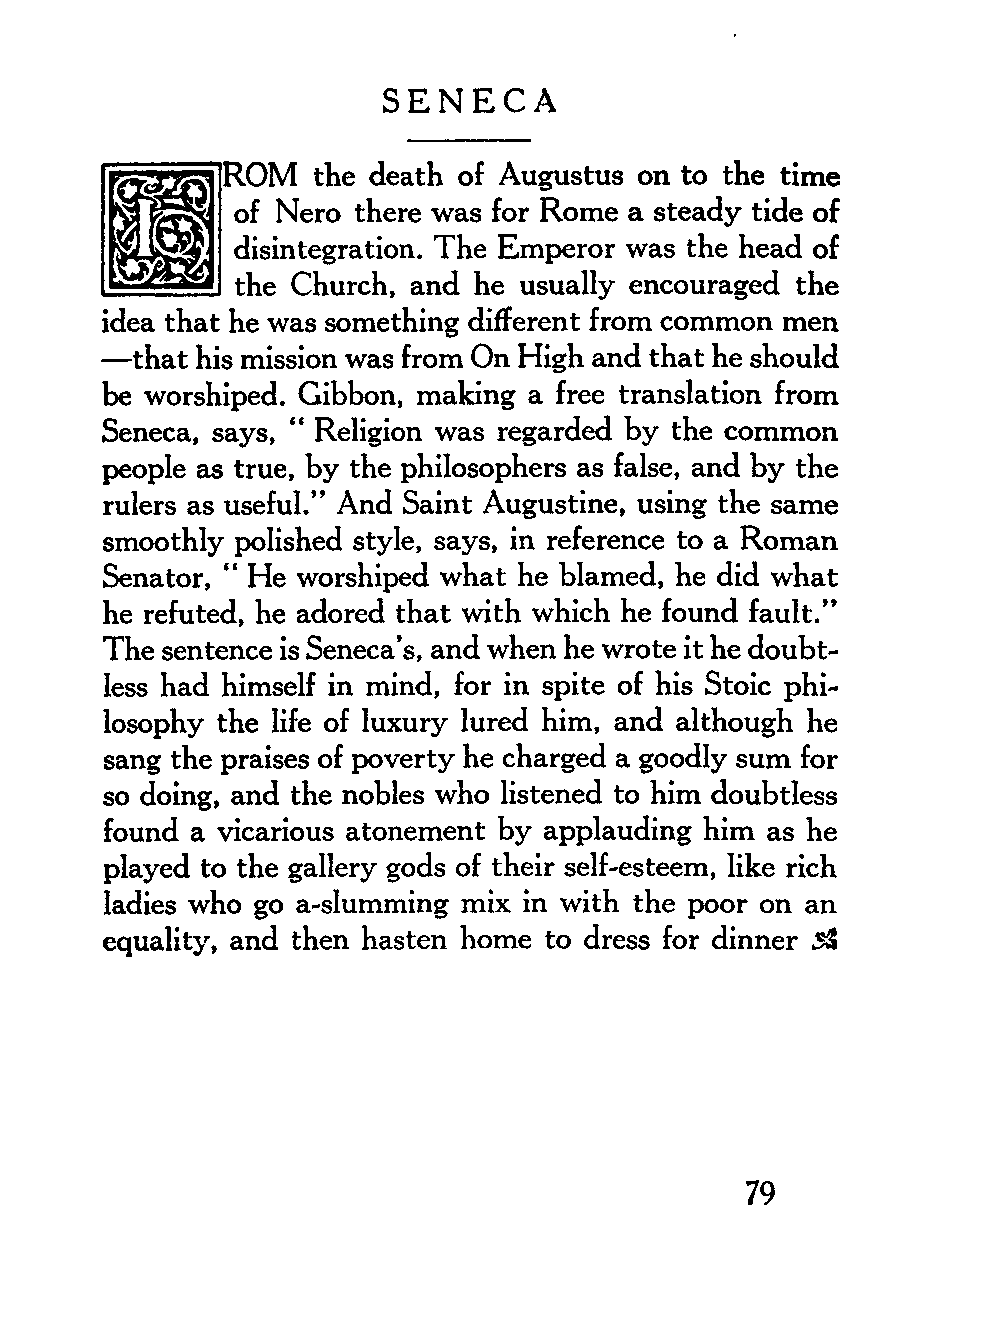 SENECA
FROM the death of Augustus on to the time
of Nero there was for Rome a steady tide of
disintegration. The Emperor was the head of
the Church, and he usually encouraged the
idea that he was something different from common men
—that his mission was from On High and that he should
be worshiped. Gibbon, making a free translation from
Seneca, says, “ Religion was regarded by the common
people as true, by the philosophers as false, and by the
rulers as useful.” And Saint Augustine, using the same
smoothly polished style, says, in reference to a Roman
Senator, “ He worshiped what he blamed, he did what
he refuted, he adored that with which he found fault.”
The sentence is Seneca’s, and when he wrote it he doubt-
less had himself in mind, for in spite of his Stoic phi-
losophy the life of luxury lured him, and although he
sang the praises of poverty he charged a goodly sum for
so doing, and the nobles who listened to him doubtless
found a vicarious atonement by applauding him as he
played to the gallery gods of their self-esteem, like rich
ladies who go a-slumming mix in with the poor on an
equality, and then hasten home to dress for dinner
79